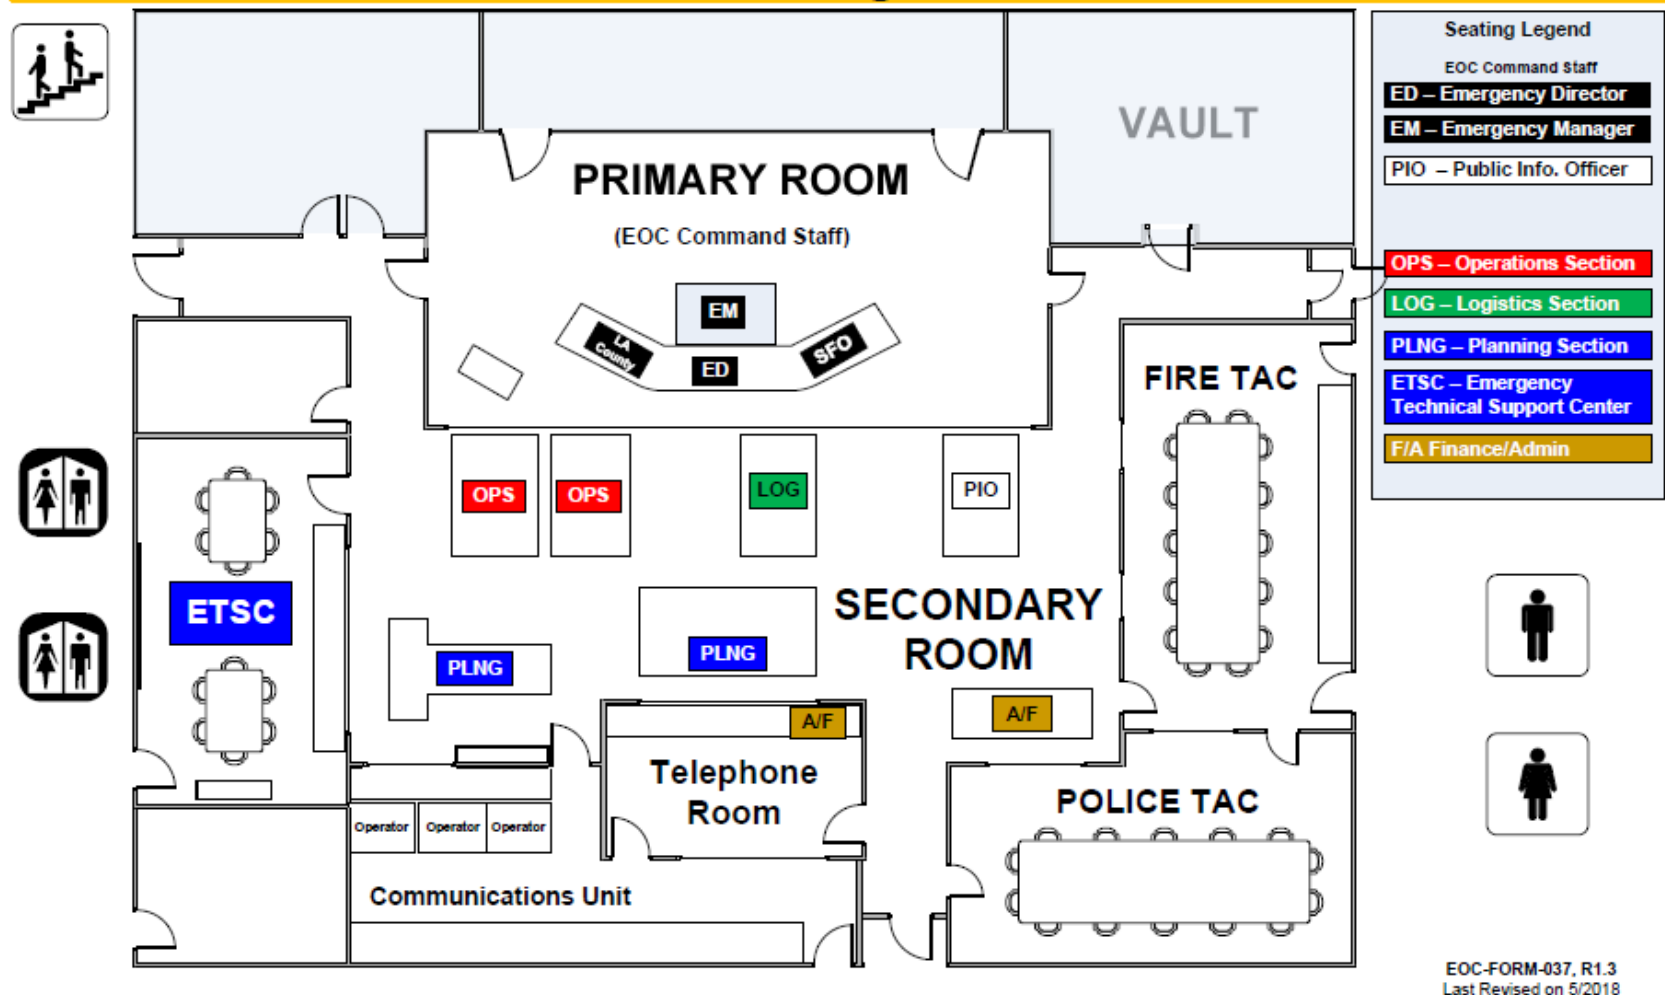 Seating Legend
EOC Command Staff
ED – Emergency Director
EM – Emergency Manager
PIO – Public Info. Officer
OPS – Operations Section
LOG – Logistics Section
PLNG – Planning Section
ETSC – Emergency
Technical Support Center
F/A Finance/Admin
VAULT
PRIMARY ROOM
(EOC Command Staff)
EM
LA
County
ED
SFO
FIRE TAC
OPS
OPS
LOG
PIO
ETSC
SECONDARY
ROOM
PLNG
PLNG
A/F
A/F
Telephone
Room
POLICE TAC
Operator
Operator
Operator
Communications Unit
EOC-FORM-037, R1.3
Last Revised on 5/2018